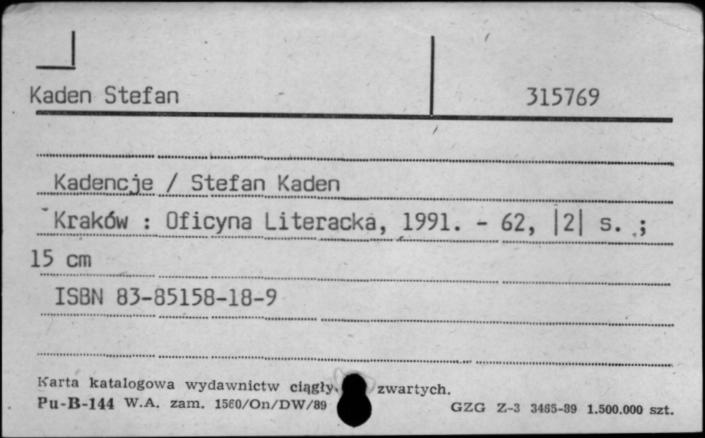 Kaden Stefan 315769
Kadencje / Stefan Kaden
Kraków : Oficyna Literacka, 1991. - 62, |2| s. ;
15 cm
ISBN 83-85158-18-9
Karta katalogowa wydawnictw ciągły zwartych.
Pu-B-144 W.A. zam. 1560/On/DW/89 GZG Z-3 3465-89 1.500.000 szt.